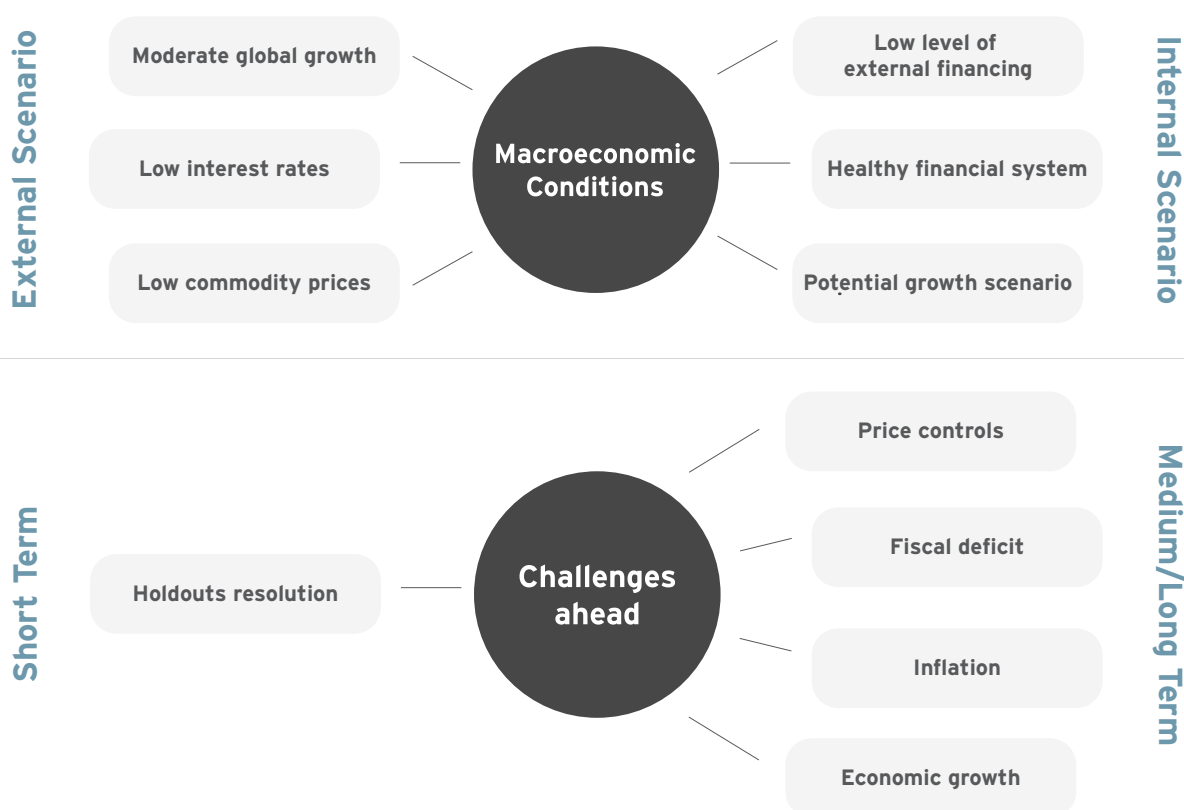 External Scenario
Moderate global growth
Low interest rates
Low commodity prices
Macroeconomic
Conditions
Low level of
external financing
Healthy financial system
Potential growth scenario
Internal Scenario
Short Term
Holdouts resolution
Challenges
ahead
Price controls
Fiscal deficit
Inflation
Economic growth
Medium/Long Term